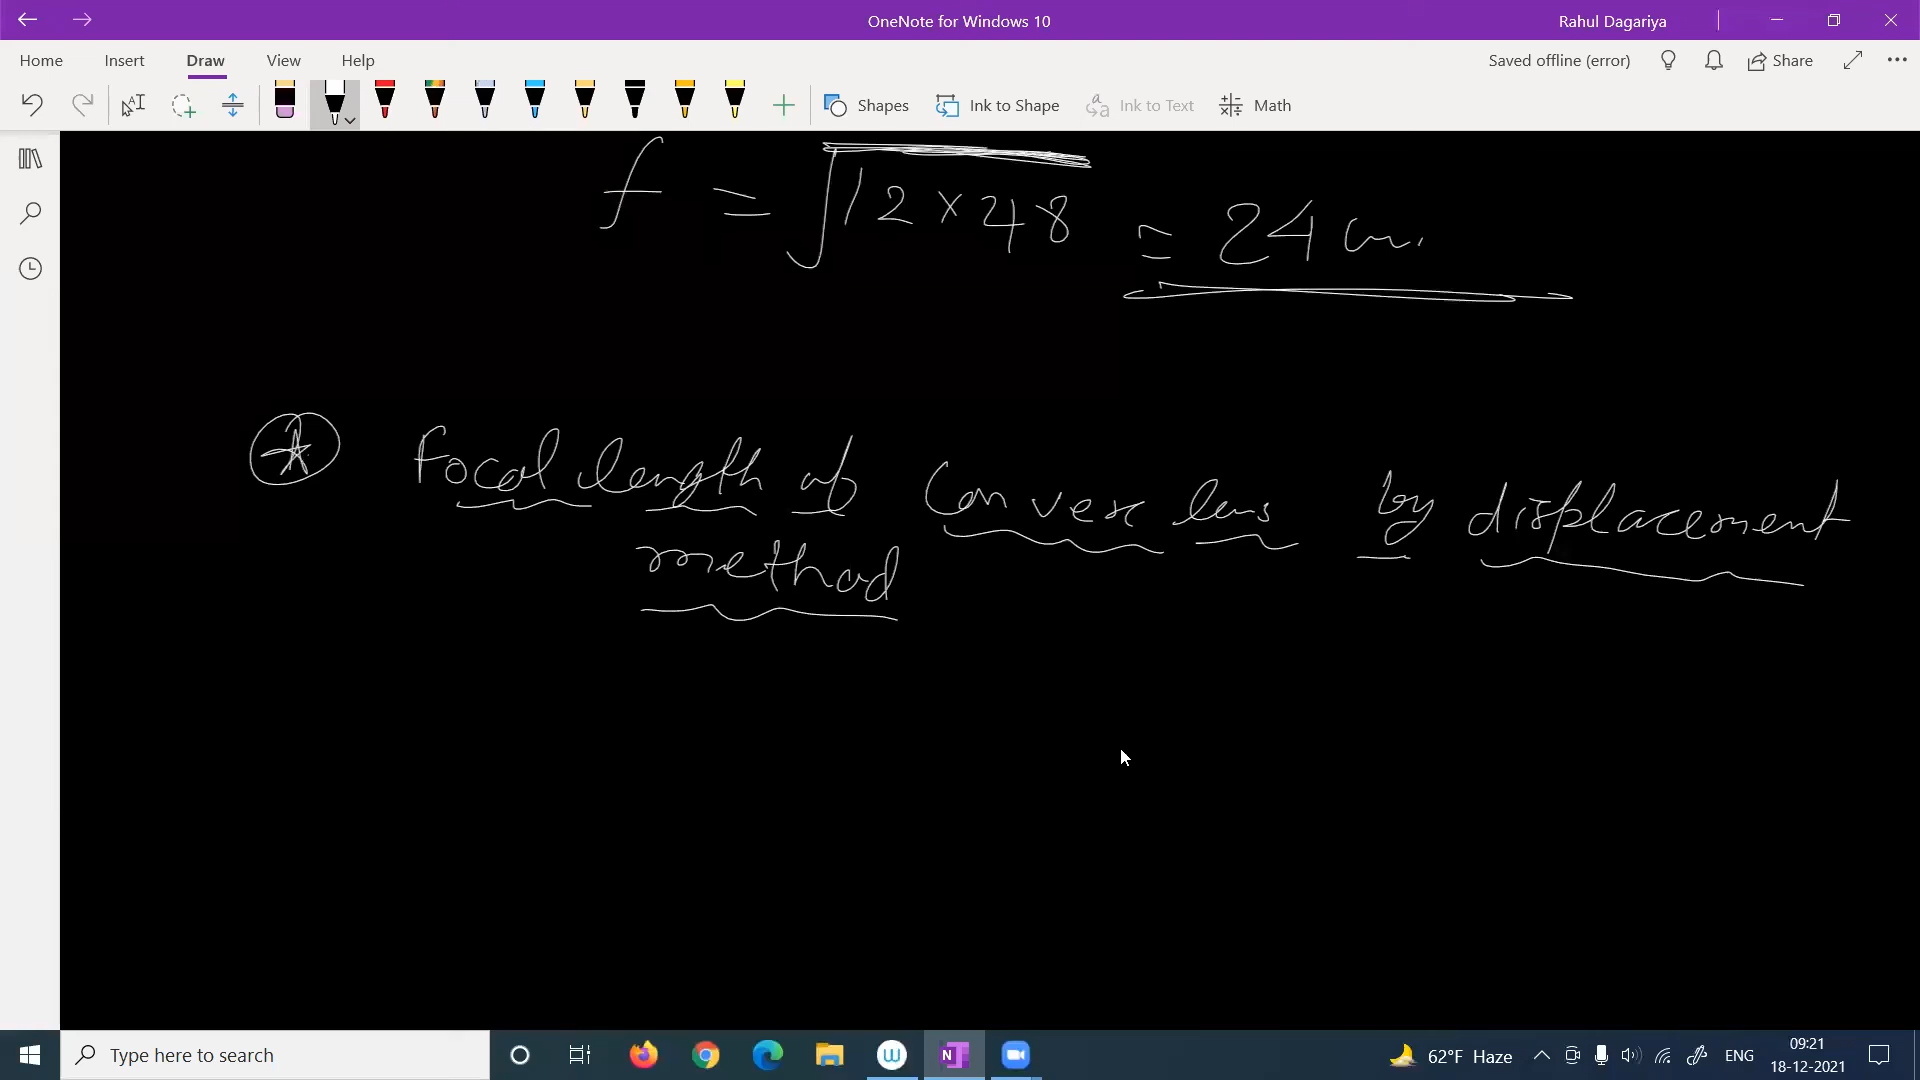 OneNote for Windows 10
Rahul Dagariya
Home Insert Draw View Help
Saved offline (error) Share
Shapes Ink to Shape Ink to Text Math
f = √12 × 48 = 24 cm.
Focal length of Convex lens by displacement
method
Type here to search
62°F Haze
ENG
09:21
18-12-2021